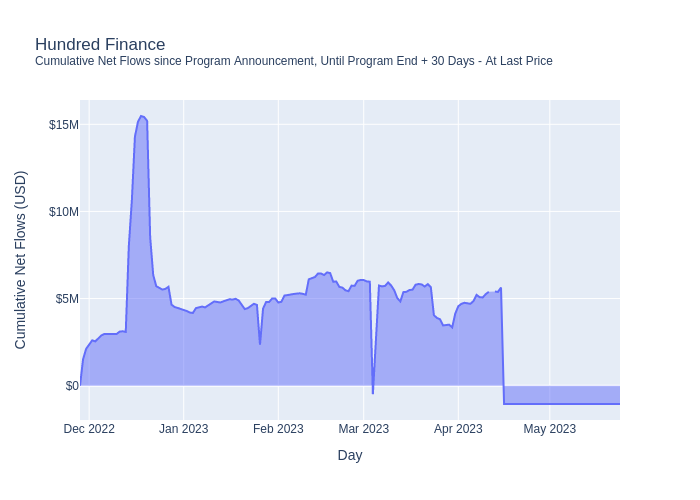 Hundred Finance
Cumulative Net Flows since Program Announcement, Until Program End + 30 Days - At Last Price
Cumulative Net Flows (USD)
$15M
$10M
$5M
$0
Dec 2022 Jan 2023 Feb 2023 Mar 2023 Apr 2023 May 2023
Day